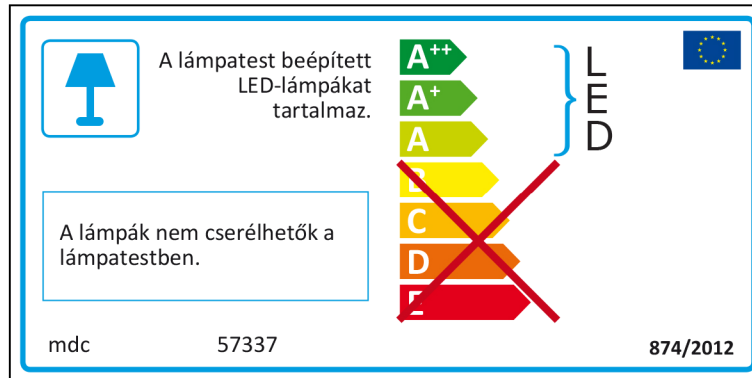 A lámpatest beépített
LED-lámpákat
tartalmaz.
A++
A+
A
B
C
D
E
L
E
D
A lámpák nem cserélhetők a
lámpatestben.
mdc 57337
874/2012